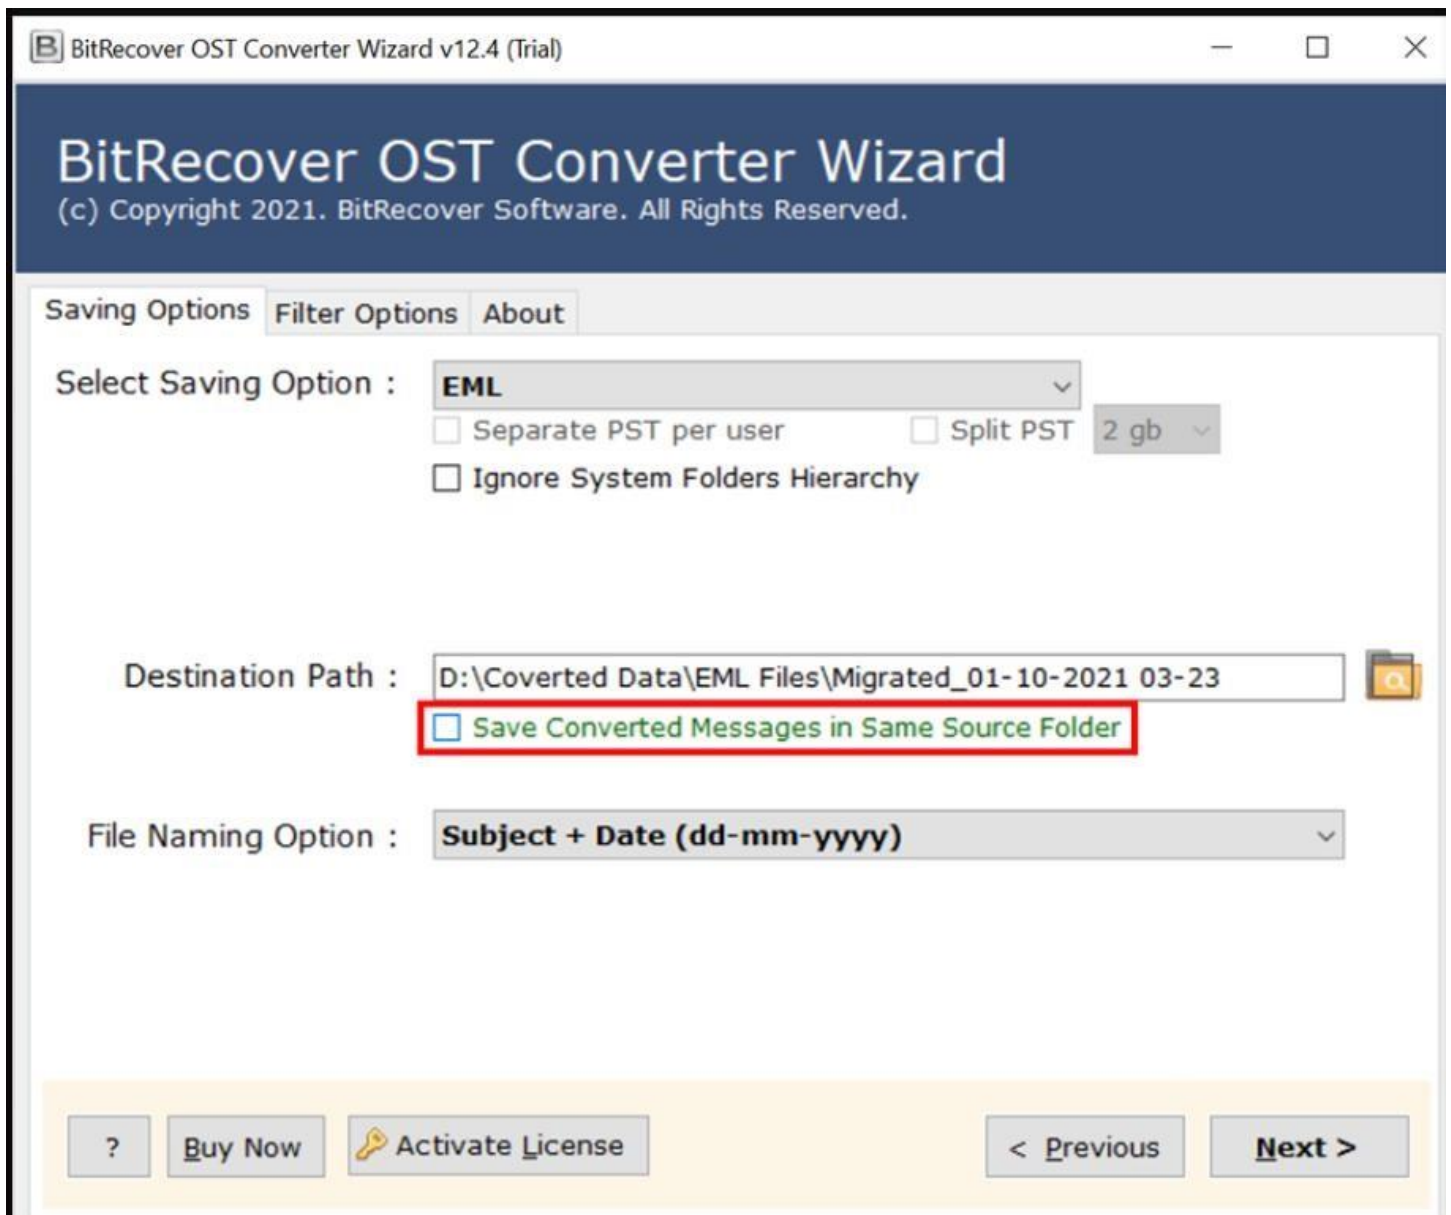 BitRecover OST Converter Wizard v12.4 (Trial)
BitRecover OST Converter Wizard
(c) Copyright 2021. BitRecover Software. All Rights Reserved.
Saving Options Filter Options About
Select Saving Option : EML
Separate PST per user Split PST 2 gb
Ignore System Folders Hierarchy
Destination Path : D:\Coverted Data\EML Files\Migrated_01-10-2021 03-23
Save Converted Messages in Same Source Folder
File Naming Option : Subject + Date (dd-mm-yyyy)
? Buy Now Activate License < Previous Next >